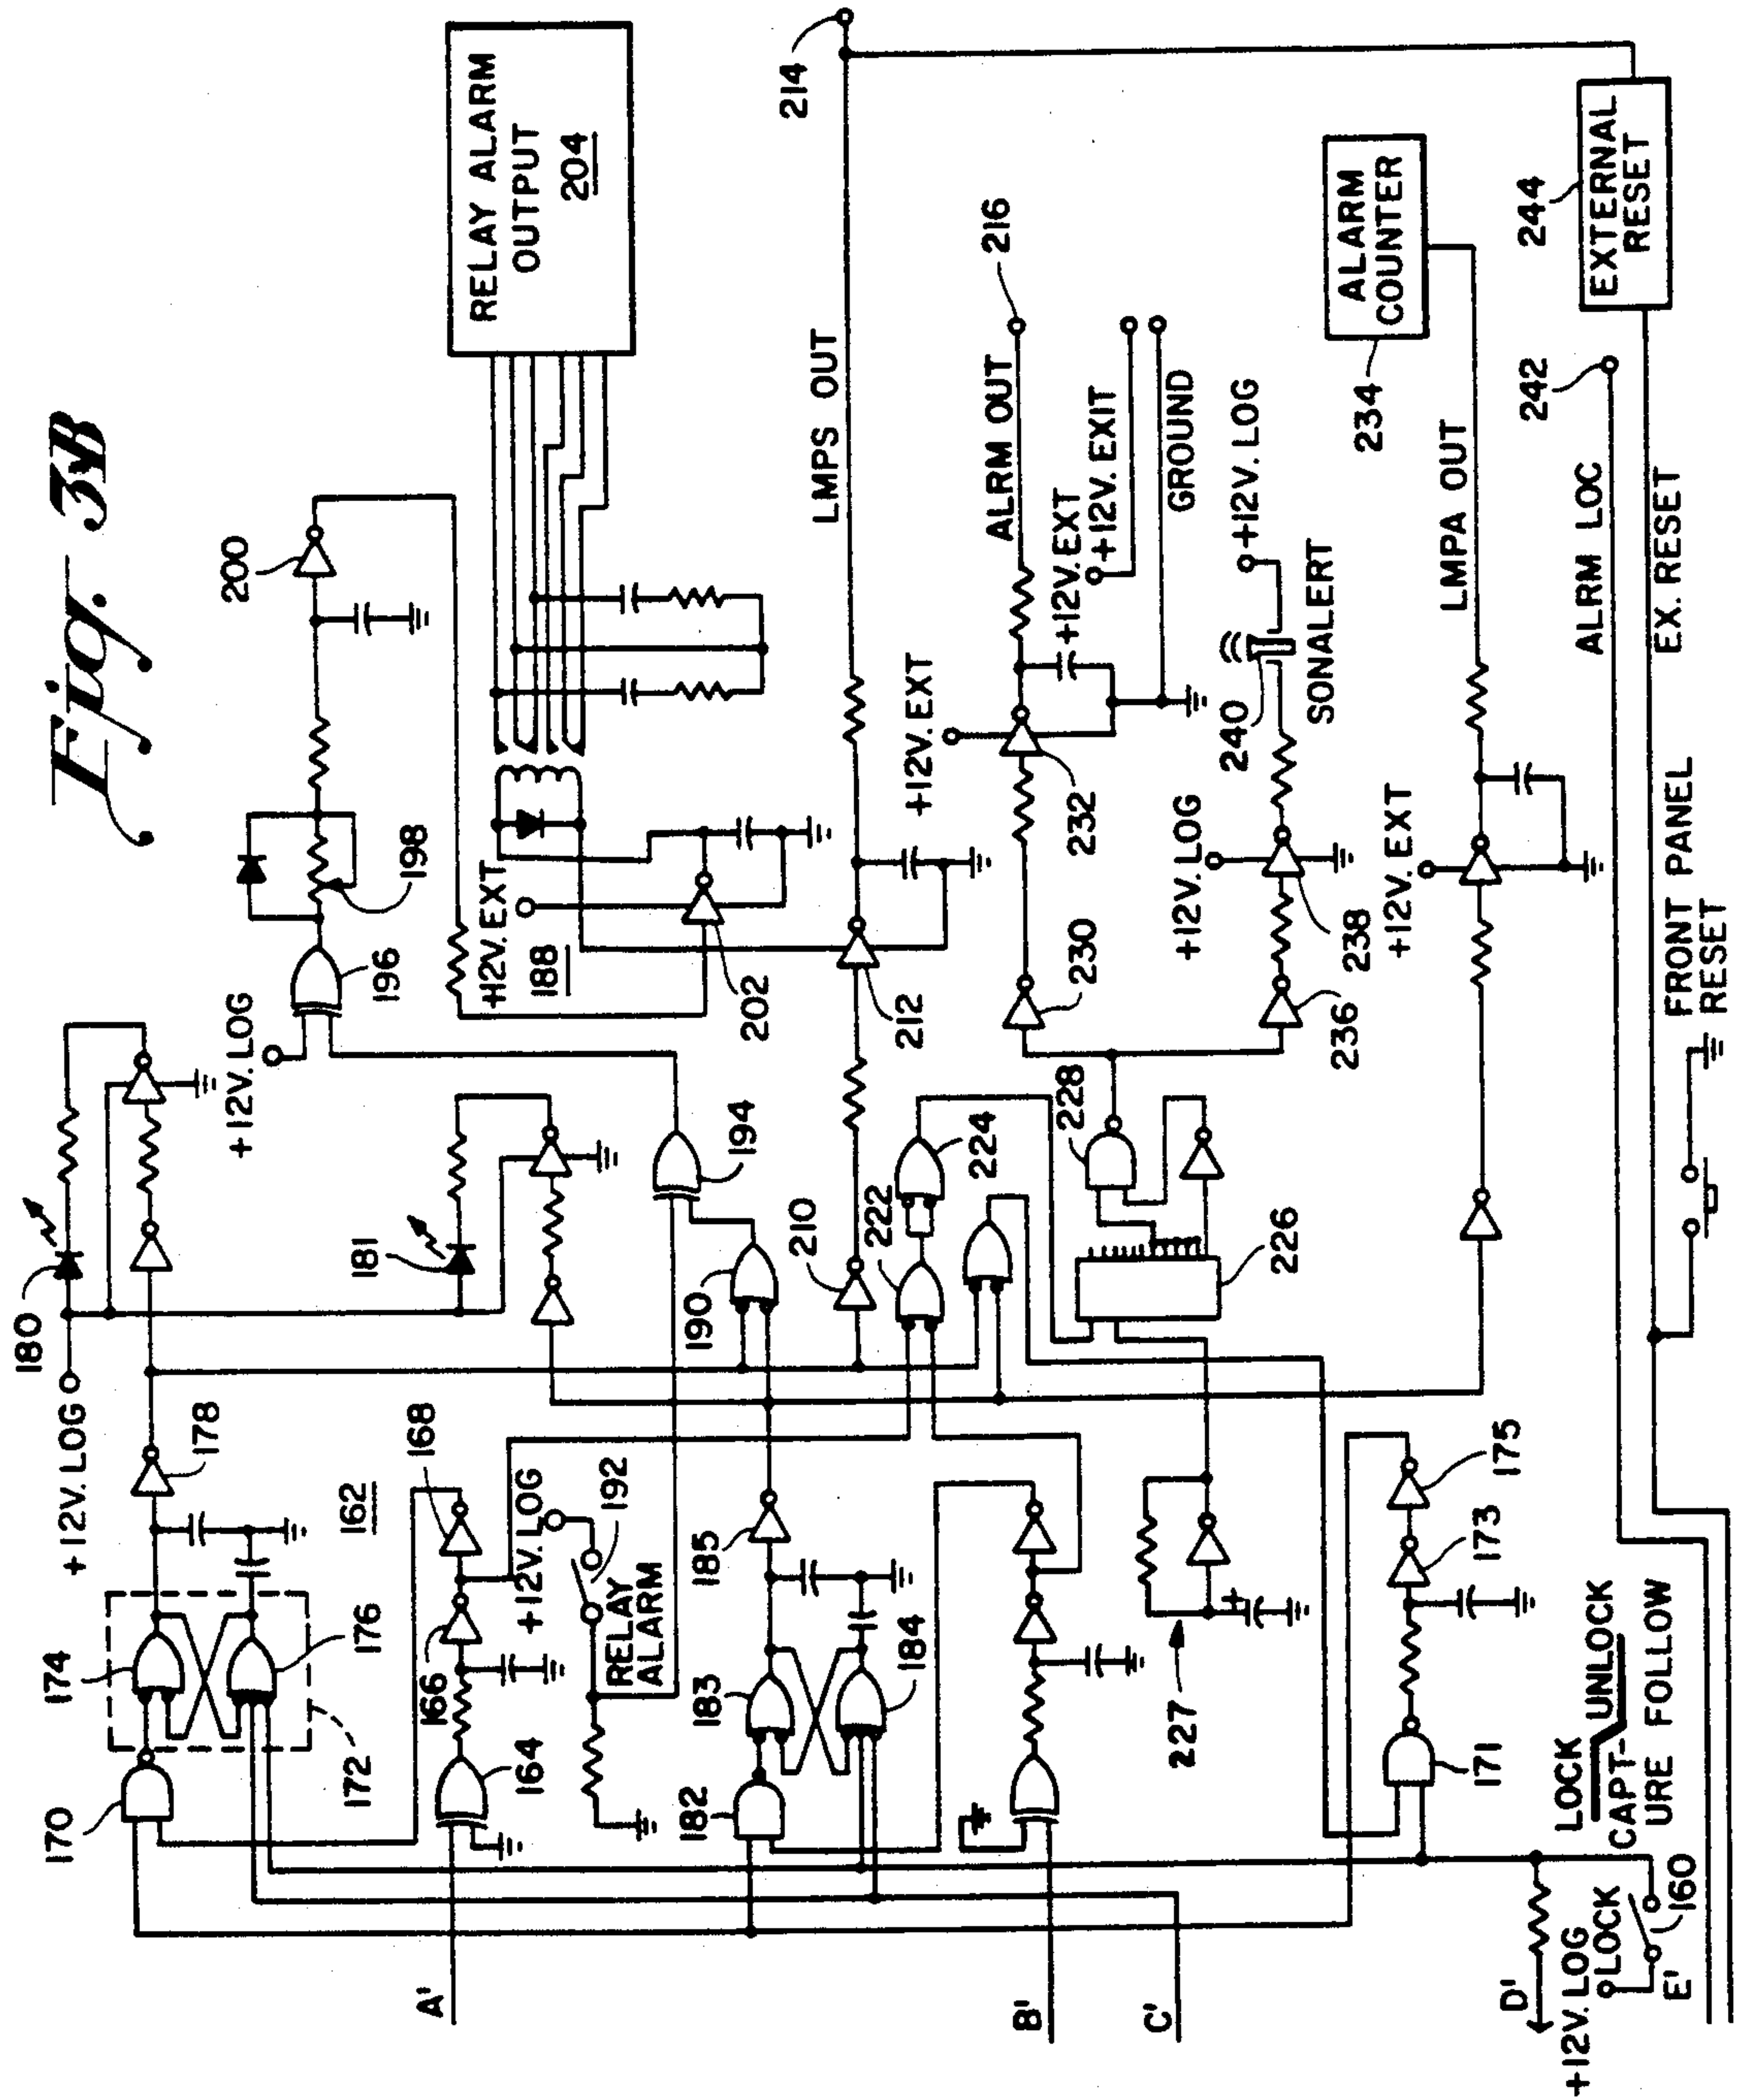 Fig. 3B
180
+12V. LOG
178
162
174
170
172
176
168
166
164
A'
181
+12V. LOG
196
198
200
RELAY ALARM
OUTPUT
204
+12V. LOG
192
RELAY
ALARM
194
190
+12V. EXT
188
202
185
183
182
184
210
212
LMPS OUT
214
+12V. EXT
222
224
228
226
230
232
ALRM OUT
216
+12V. EXT
+12V. EXIT
GROUND
227
B'
C'
236
+12V. LOG
238
240
SONALERT
+12V. LOG
ALARM
COUNTER
234
LMPA OUT
+12V. EXT
175
173
171
LOCK
UNLOCK
CAPT-
URE FOLLOW
D'
+12V. LOG
LOCK
E'
160
ALRM LOC
242
EX. RESET
EXTERNAL
RESET
244
FRONT PANEL
RESET